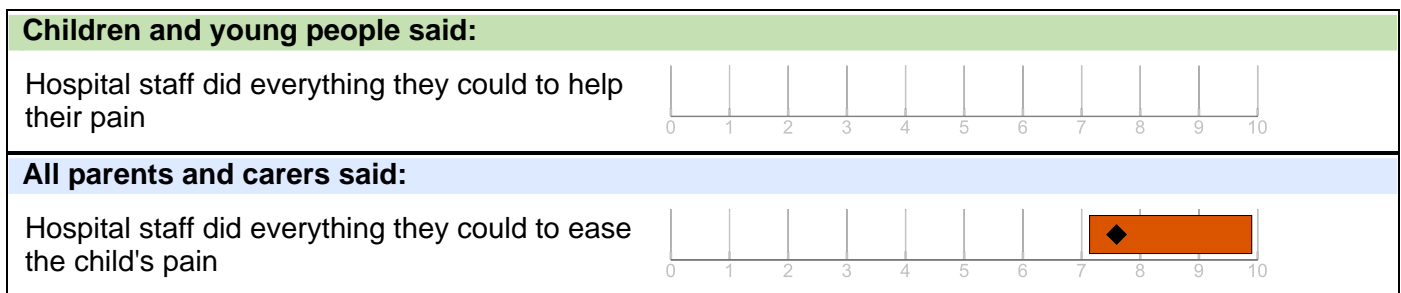 Children and young people said:
Hospital staff did everything they could to help
their pain
0 1 2 3 4 5 6 7 8 9 10
All parents and carers said:
Hospital staff did everything they could to ease
the child's pain
0 1 2 3 4 5 6 7 8 9 10